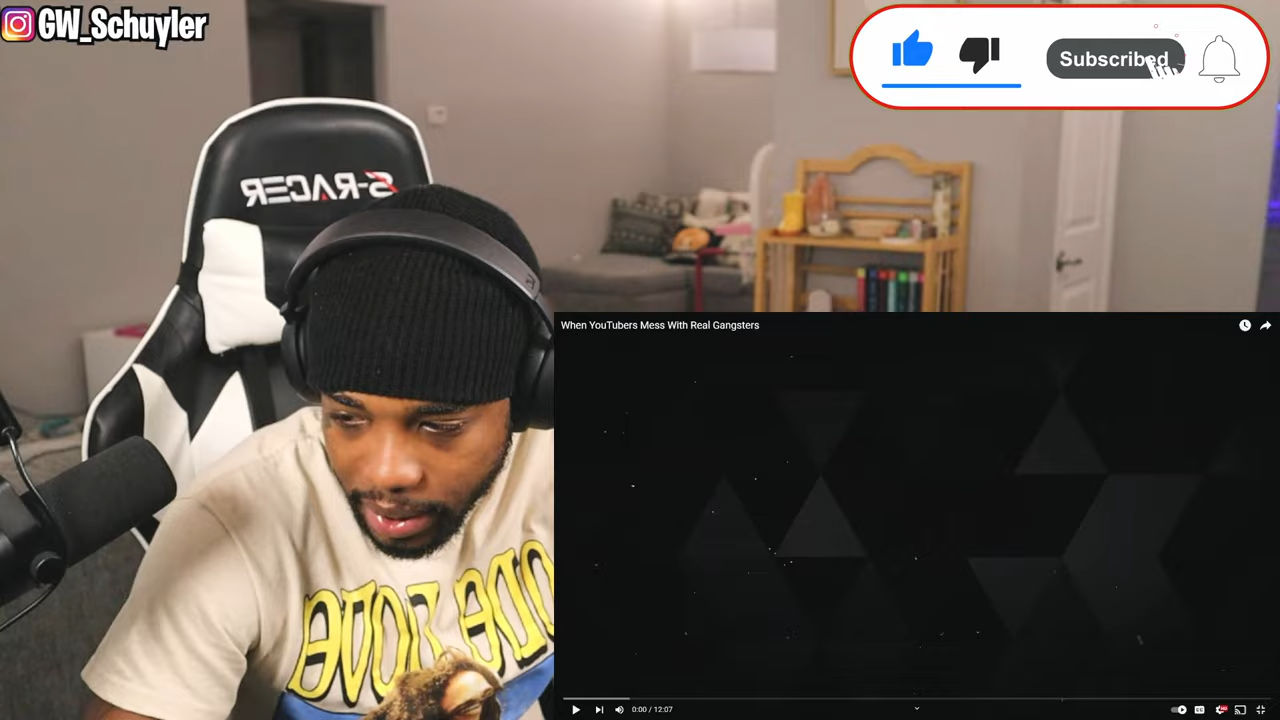 GW_Schuyler
Subscribed
S-RACER
When YouTubers Mess With Real Gangsters
0:00 / 12:07